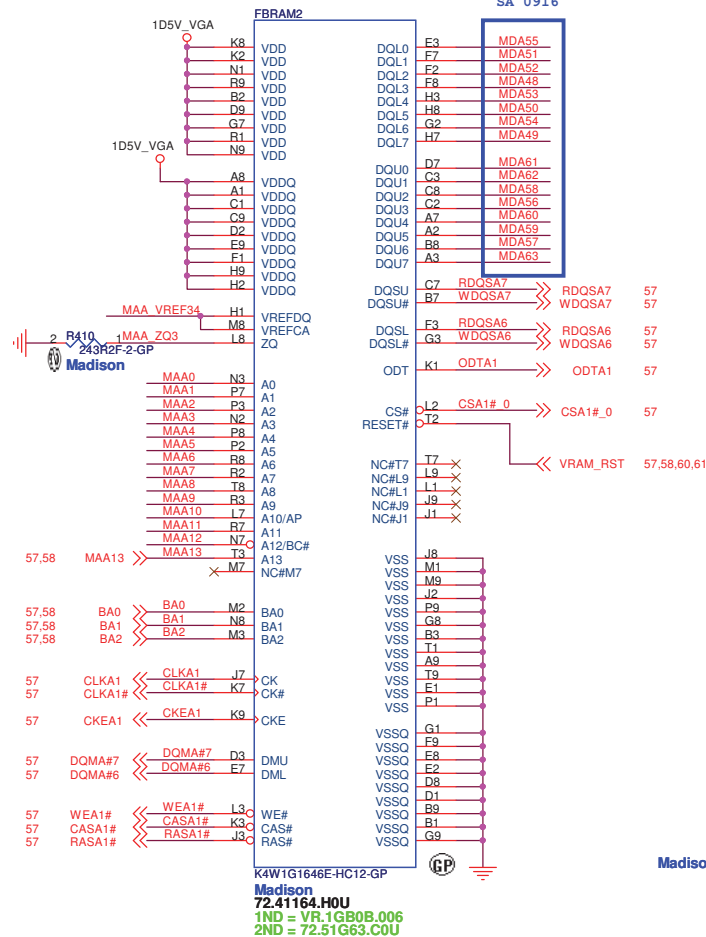 SA 0916
FBRAM2
1D5V_VGA
K8 VDD DQL0 E3 MDA55
K2 VDD DQL1 F7 MDA51
N1 VDD DQL2 F2 MDA52
R9 VDD DQL3 F8 MDA48
B2 VDD DQL4 H3 MDA53
D9 VDD DQL5 H8 MDA50
G7 VDD DQL6 G2 MDA54
R1 VDD DQL7 H7 MDA49
N9 VDD
1D5V_VGA
A8 VDDQ DQU0 D7 MDA61
A1 VDDQ DQU1 C3 MDA62
C1 VDDQ DQU2 C8 MDA58
C9 VDDQ DQU3 C2 MDA56
D2 VDDQ DQU4 A7 MDA60
E9 VDDQ DQU5 A2 MDA59
F1 VDDQ DQU6 B8 MDA57
H9 VDDQ DQU7 A3 MDA63
H2 VDDQ
DQSU C7 RDQSA7 RDQSA7 57
DQSU# B7 WDQSA7 WDQSA7 57
MAA_VREF34 H1 VREFDQ
M8 VREFCA
DQSL F3 RDQSA6 RDQSA6 57
DQSL# G3 WDQSA6 WDQSA6 57
2 R410 1 MAA_ZQ3 L8 ZQ
243R2F-2-GP
Madison
ODT K1 ODTA1 ODTA1 57
MAA0 N3 A0
MAA1 P7 A1
MAA2 P3 A2
MAA3 N2 A3
MAA4 P8 A4
MAA5 P2 A5
MAA6 R8 A6
MAA7 R2 A7
MAA8 T8 A8
MAA9 R3 A9
MAA10 L7 A10/AP
MAA11 R7 A11
MAA12 N7 A12/BC#
57,58 MAA13 MAA13 T3 A13
M7 NC#M7
CS# L2 CSA1#_0 CSA1#_0 57
RESET# T2
VRAM_RST 57,58,60,61
NC#T7 T7
NC#L9 L9
NC#L1 L1
NC#J9 J9
NC#J1 J1
57,58 BA0 BA0 M2 BA0
57,58 BA1 BA1 N8 BA1
57,58 BA2 BA2 M3 BA2
57 CLKA1 CLKA1 J7 CK
57 CLKA1# CLKA1# K7 CK#
57 CKEA1 CKEA1 K9 CKE
57 DQMA#7 DQMA#7 D3 DMU
57 DQMA#6 DQMA#6 E7 DML
57 WEA1# WEA1# L3 WE#
57 CASA1# CASA1# K3 CAS#
57 RASA1# RASA1# J3 RAS#
VSS J8
VSS M1
VSS M9
VSS J2
VSS P9
VSS G8
VSS B3
VSS T1
VSS A9
VSS T9
VSS E1
VSS P1
VSSQ G1
VSSQ F9
VSSQ E8
VSSQ E2
VSSQ D8
VSSQ D1
VSSQ B9
VSSQ B1
VSSQ G9
GP
K4W1G1646E-HC12-GP
Madiso
Madison
72.41164.H0U
1ND = VR.1GB0B.006
2ND = 72.51G63.C0U